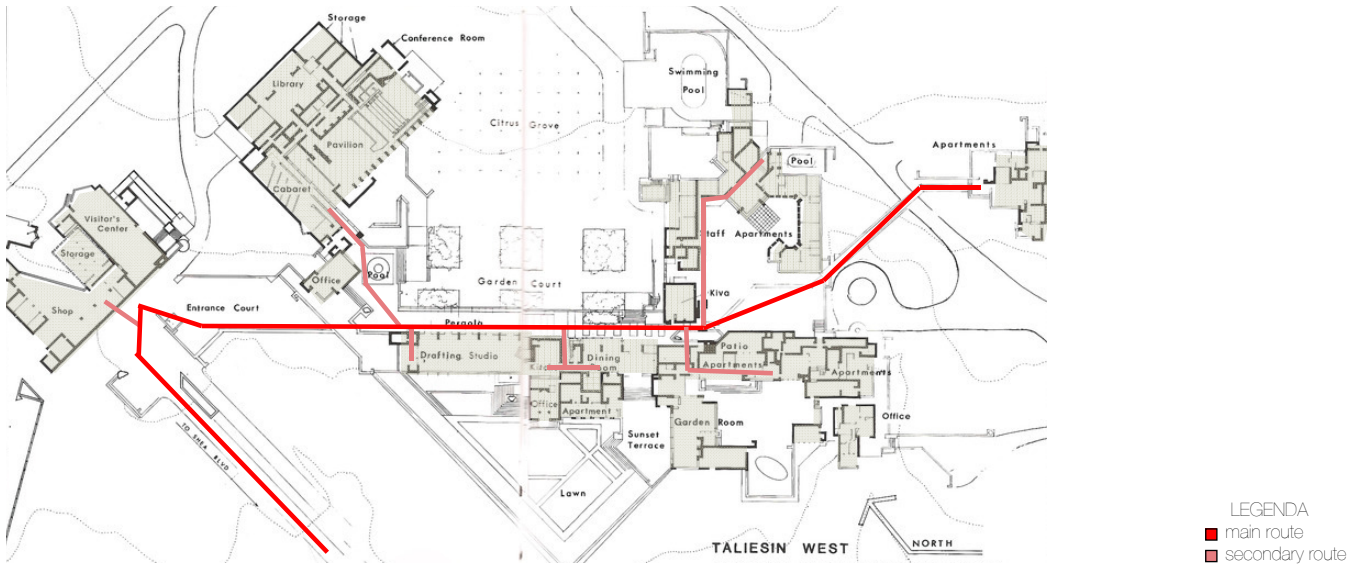 Storage
Conference Room
Library
Swimming
Pool
Citrus Grove
Pavilion
Apartments
Pool
Cabaret
Visitor's
Center
Staff Apartments
Storage
Pool
Office
Garden Court
Kiva
Shop
Entrance Court
Pergola
Patio
Drafting Studio
Dining
Room
Apartments
Apartments
Office
Apartment
Office
Garden Room
Sunset
Terrace
TO SHEA BLVD
Lawn
TALIESIN WEST
NORTH
LEGENDA
main route
secondary route